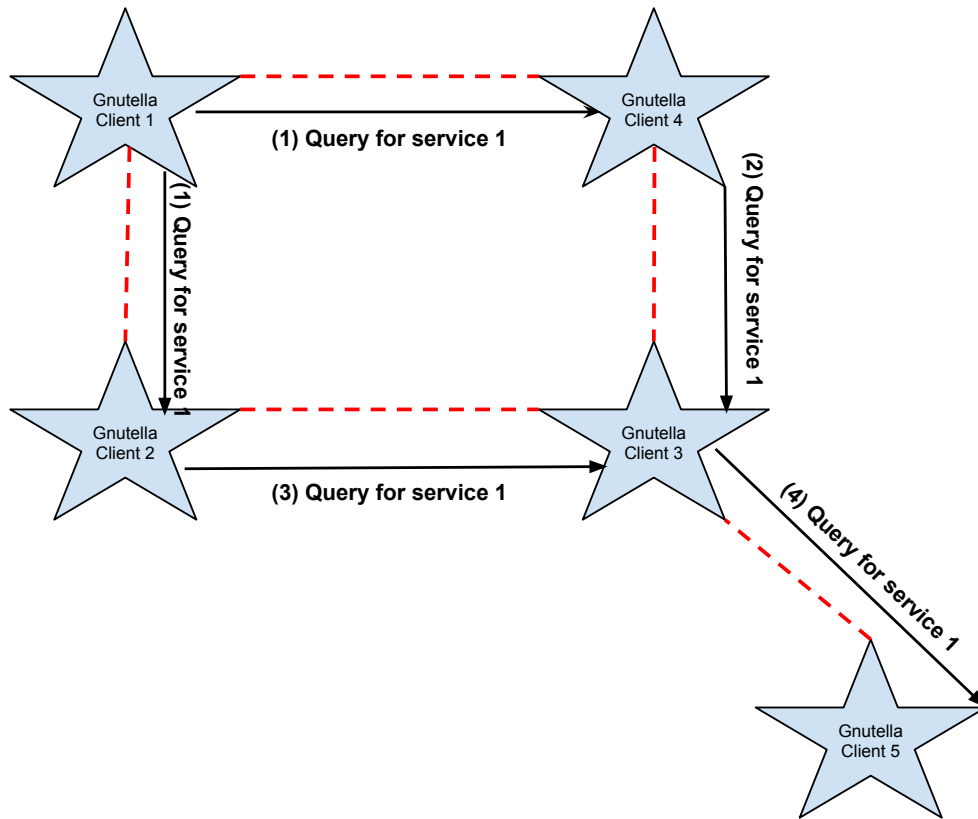 Gnutella
Client 1
Gnutella
Client 4
(1) Query for service 1
(1) Query for service 1
(2) Query for
service 1
Gnutella
Client 2
Gnutella
Client 3
(3) Query for service 1
(4) Query for service 1
Gnutella
Client 5